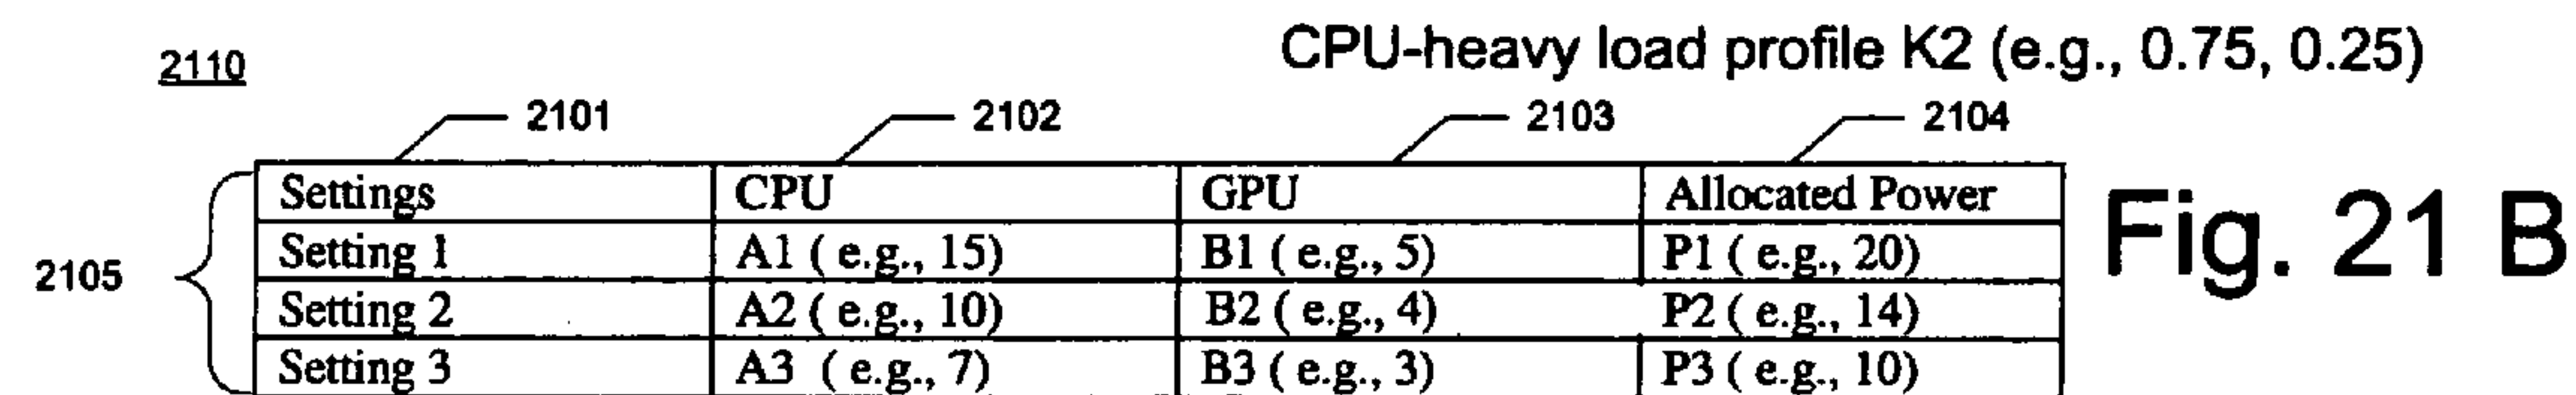 CPU-heavy load profile K2 (e.g., 0.75, 0.25)
2110
2101 2102 2103 2104
Settings CPU GPU Allocated Power
Setting 1 A1 ( e.g., 15) B1 ( e.g., 5) P1 ( e.g., 20)
Setting 2 A2 ( e.g., 10) B2 ( e.g., 4) P2 ( e.g., 14)
Setting 3 A3 ( e.g., 7) B3 ( e.g., 3) P3 ( e.g., 10)
2105
Fig. 21 B